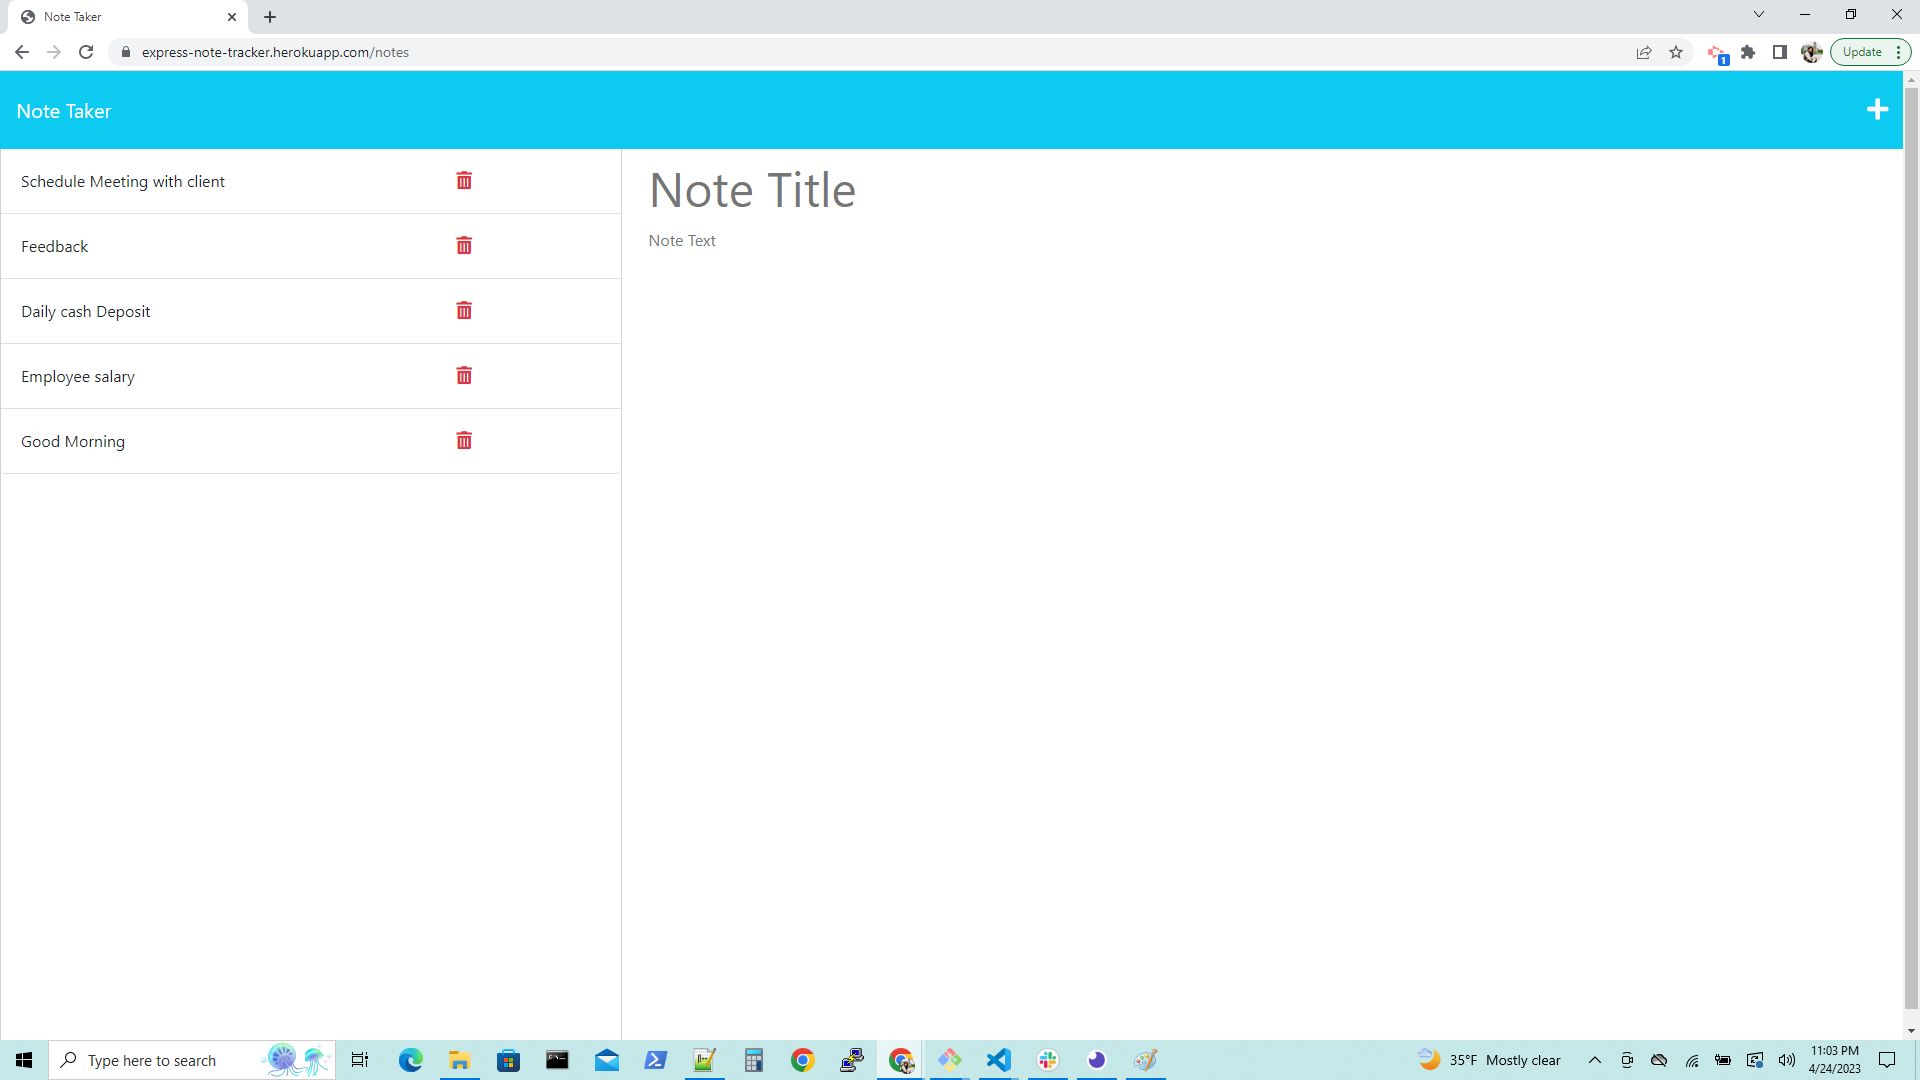 Note Taker
express-note-tracker.herokuapp.com/notes
1
Update
Note Taker
Schedule Meeting with client
Feedback
Daily cash Deposit
Employee salary
Good Morning
Note Title
Note Text
Type here to search
35°F Mostly clear
11:03 PM
4/24/2023